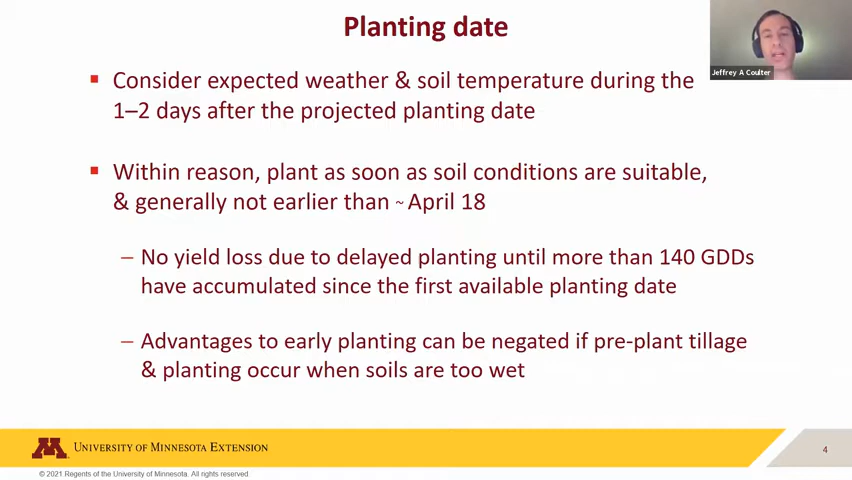 Planting date
Jeffrey A Coulter
▪ Consider expected weather & soil temperature during the
1–2 days after the projected planting date
▪ Within reason, plant as soon as soil conditions are suitable,
& generally not earlier than ~ April 18
– No yield loss due to delayed planting until more than 140 GDDs
have accumulated since the first available planting date
– Advantages to early planting can be negated if pre-plant tillage
& planting occur when soils are too wet
M UNIVERSITY OF MINNESOTA EXTENSION
4
© 2021 Regents of the University of Minnesota. All rights reserved